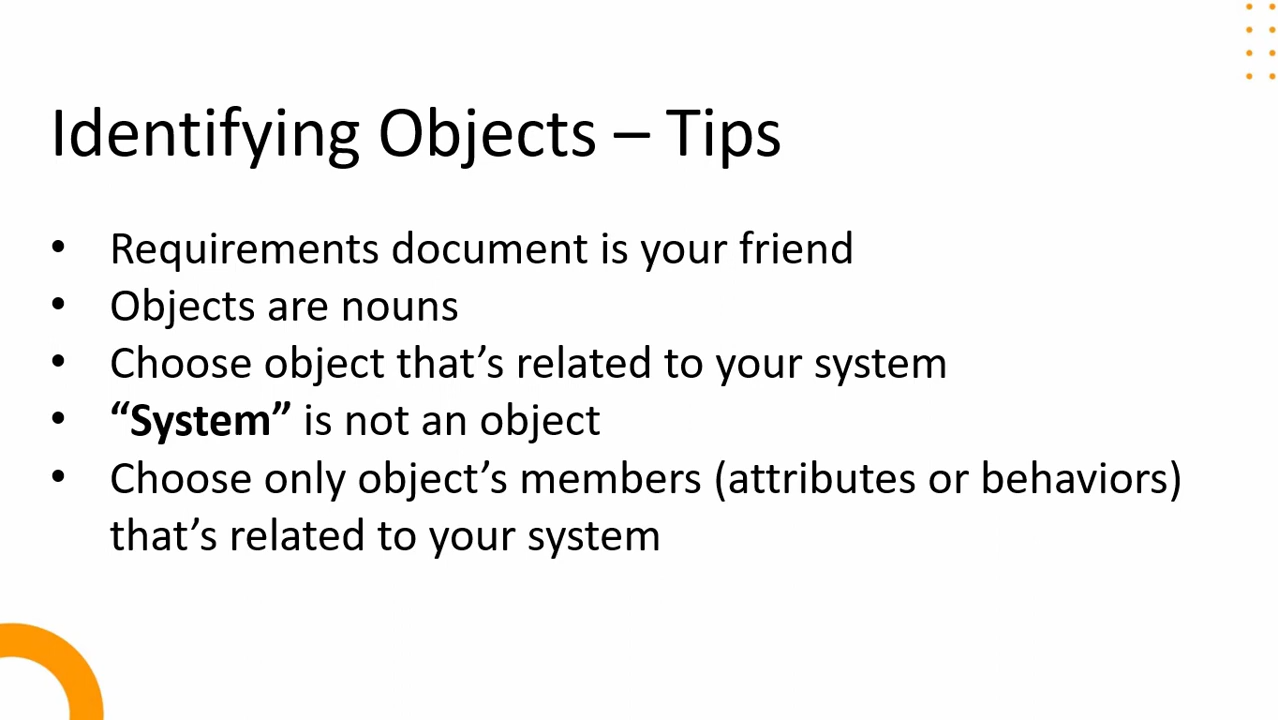 Identifying Objects – Tips
• Requirements document is your friend
• Objects are nouns
• Choose object that’s related to your system
• “System” is not an object
• Choose only object’s members (attributes or behaviors)
that’s related to your system